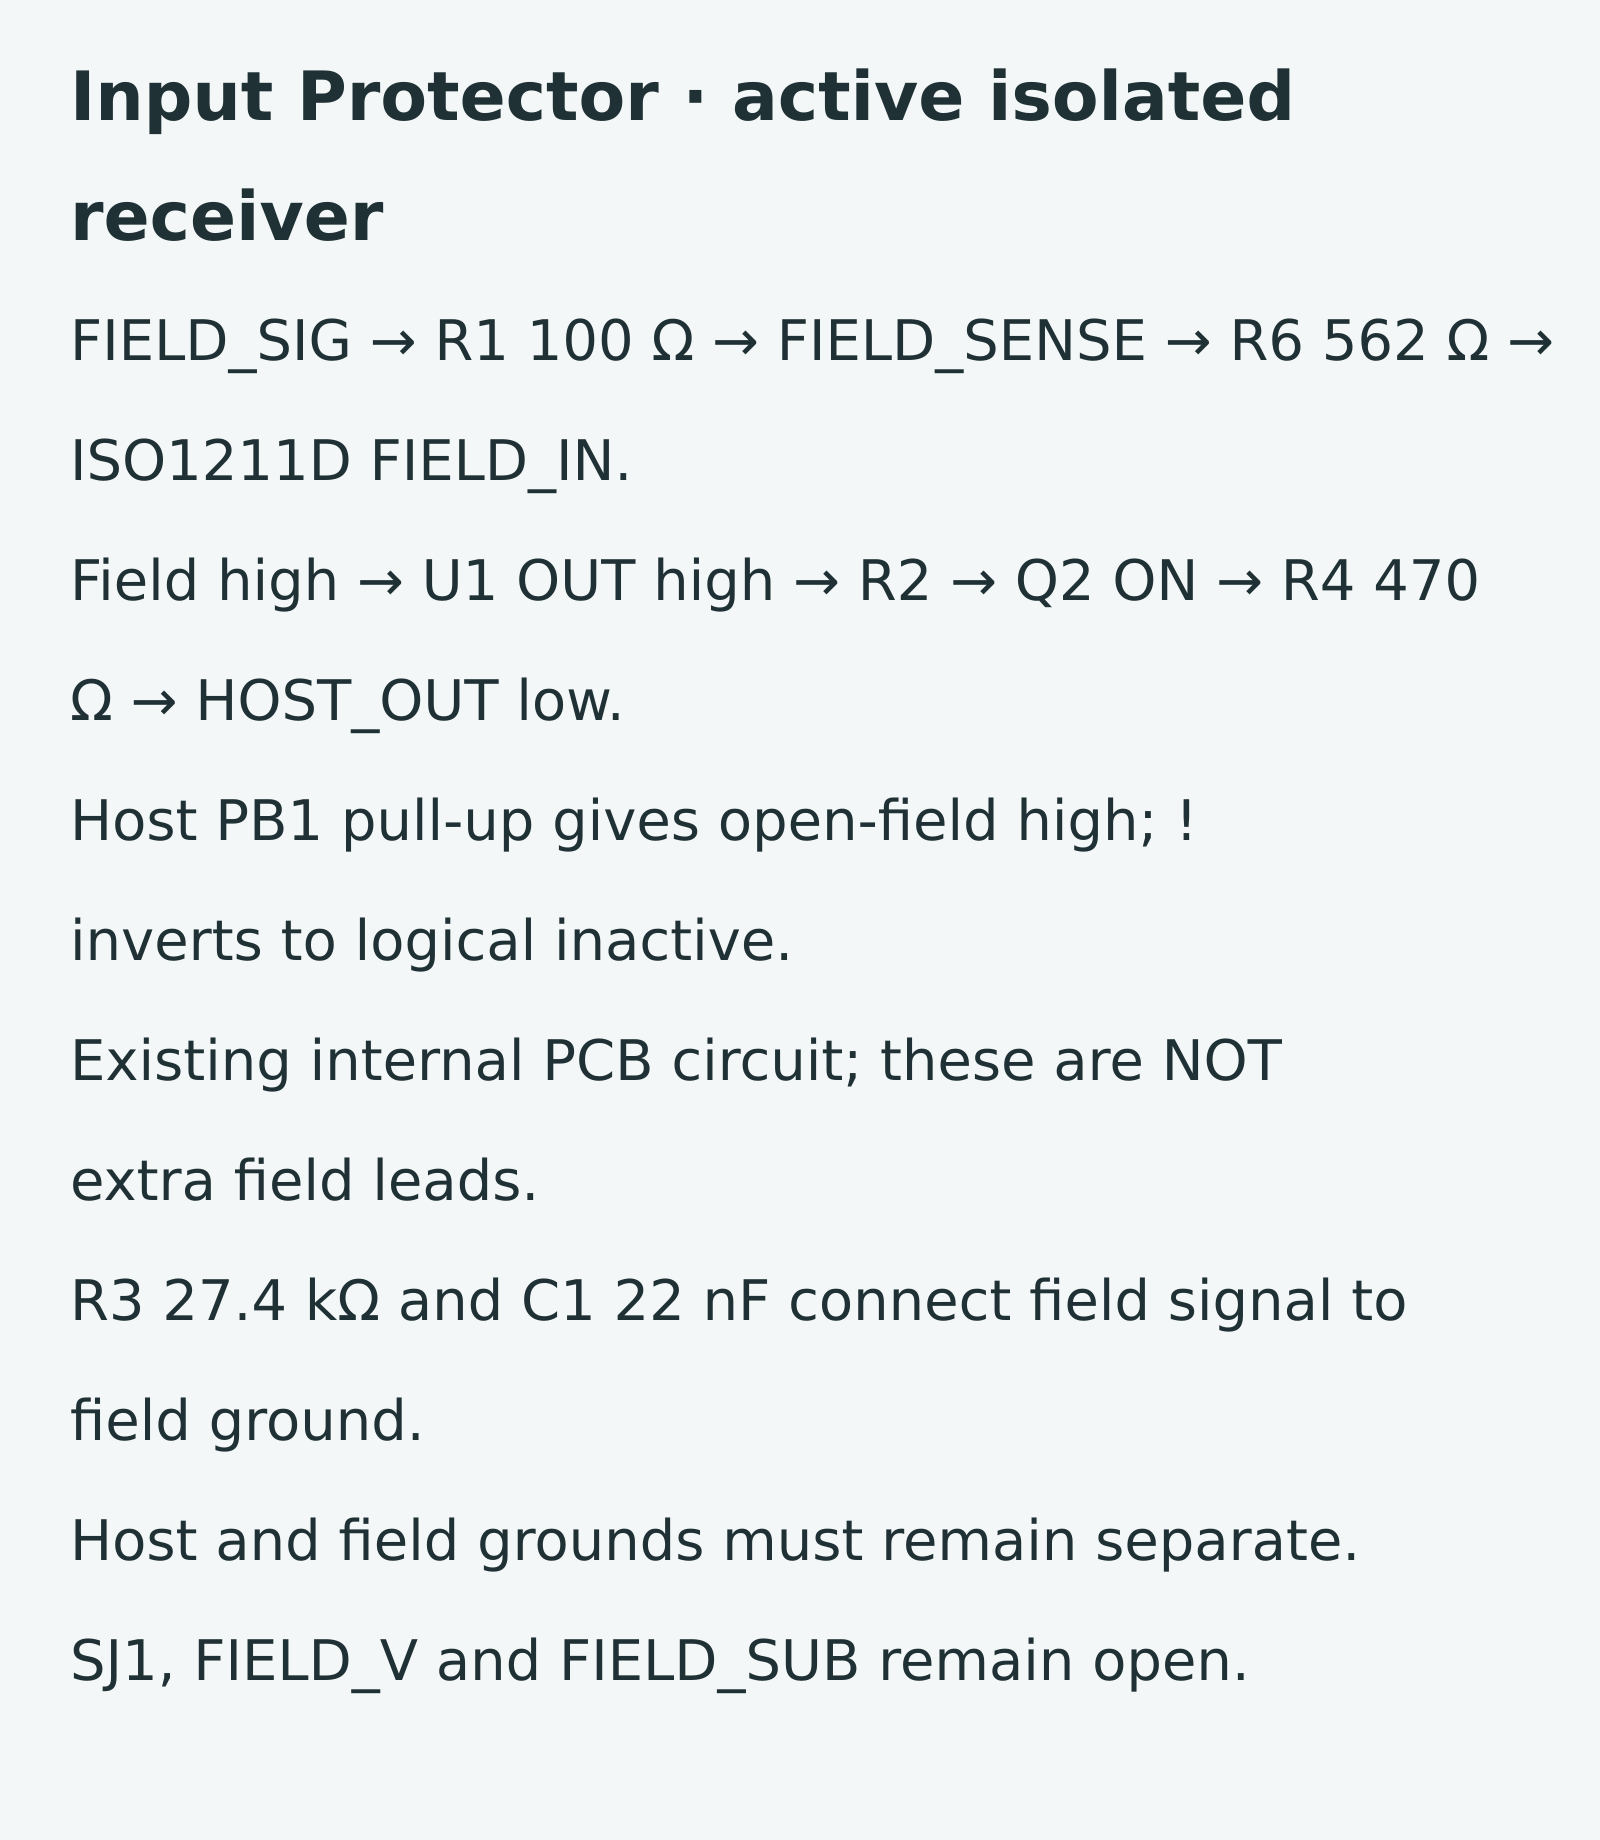 Input Protector · active isolated
receiver
FIELD_SIG → R1 100 Ω → FIELD_SENSE → R6 562 Ω →
ISO1211D FIELD_IN.
Field high → U1 OUT high → R2 → Q2 ON → R4 470
Ω → HOST_OUT low.
Host PB1 pull-up gives open-field high; !
inverts to logical inactive.
Existing internal PCB circuit; these are NOT
extra field leads.
R3 27.4 kΩ and C1 22 nF connect field signal to
field ground.
Host and field grounds must remain separate.
SJ1, FIELD_V and FIELD_SUB remain open.